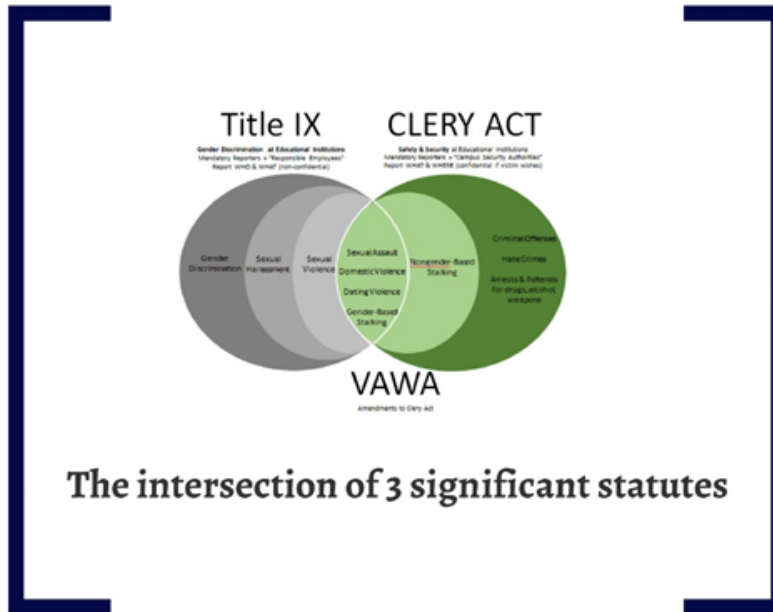 Title IX
Gender Discrimination at Educational Institutions
Mandatory Reporters = "Responsible Employees"
Report WHO & WHAT (non-confidential)
CLERY ACT
Safety & Security at Educational Institutions
Mandatory Reporters = "Campus Security Authorities"
Report WHAT & WHERE (confidential if victim wishes)
Gender
Discrimination
Sexual
Harassment
Sexual
Violence
Sexual Assault
Domestic Violence
Dating Violence
Gender-Based
Stalking
Nongender-Based
Stalking
Criminal Offenses
Hate Crimes
Arrests & Referrals
for drugs, alcohol,
weapons
VAWA
Amendments to Clery Act
The intersection of 3 significant statutes